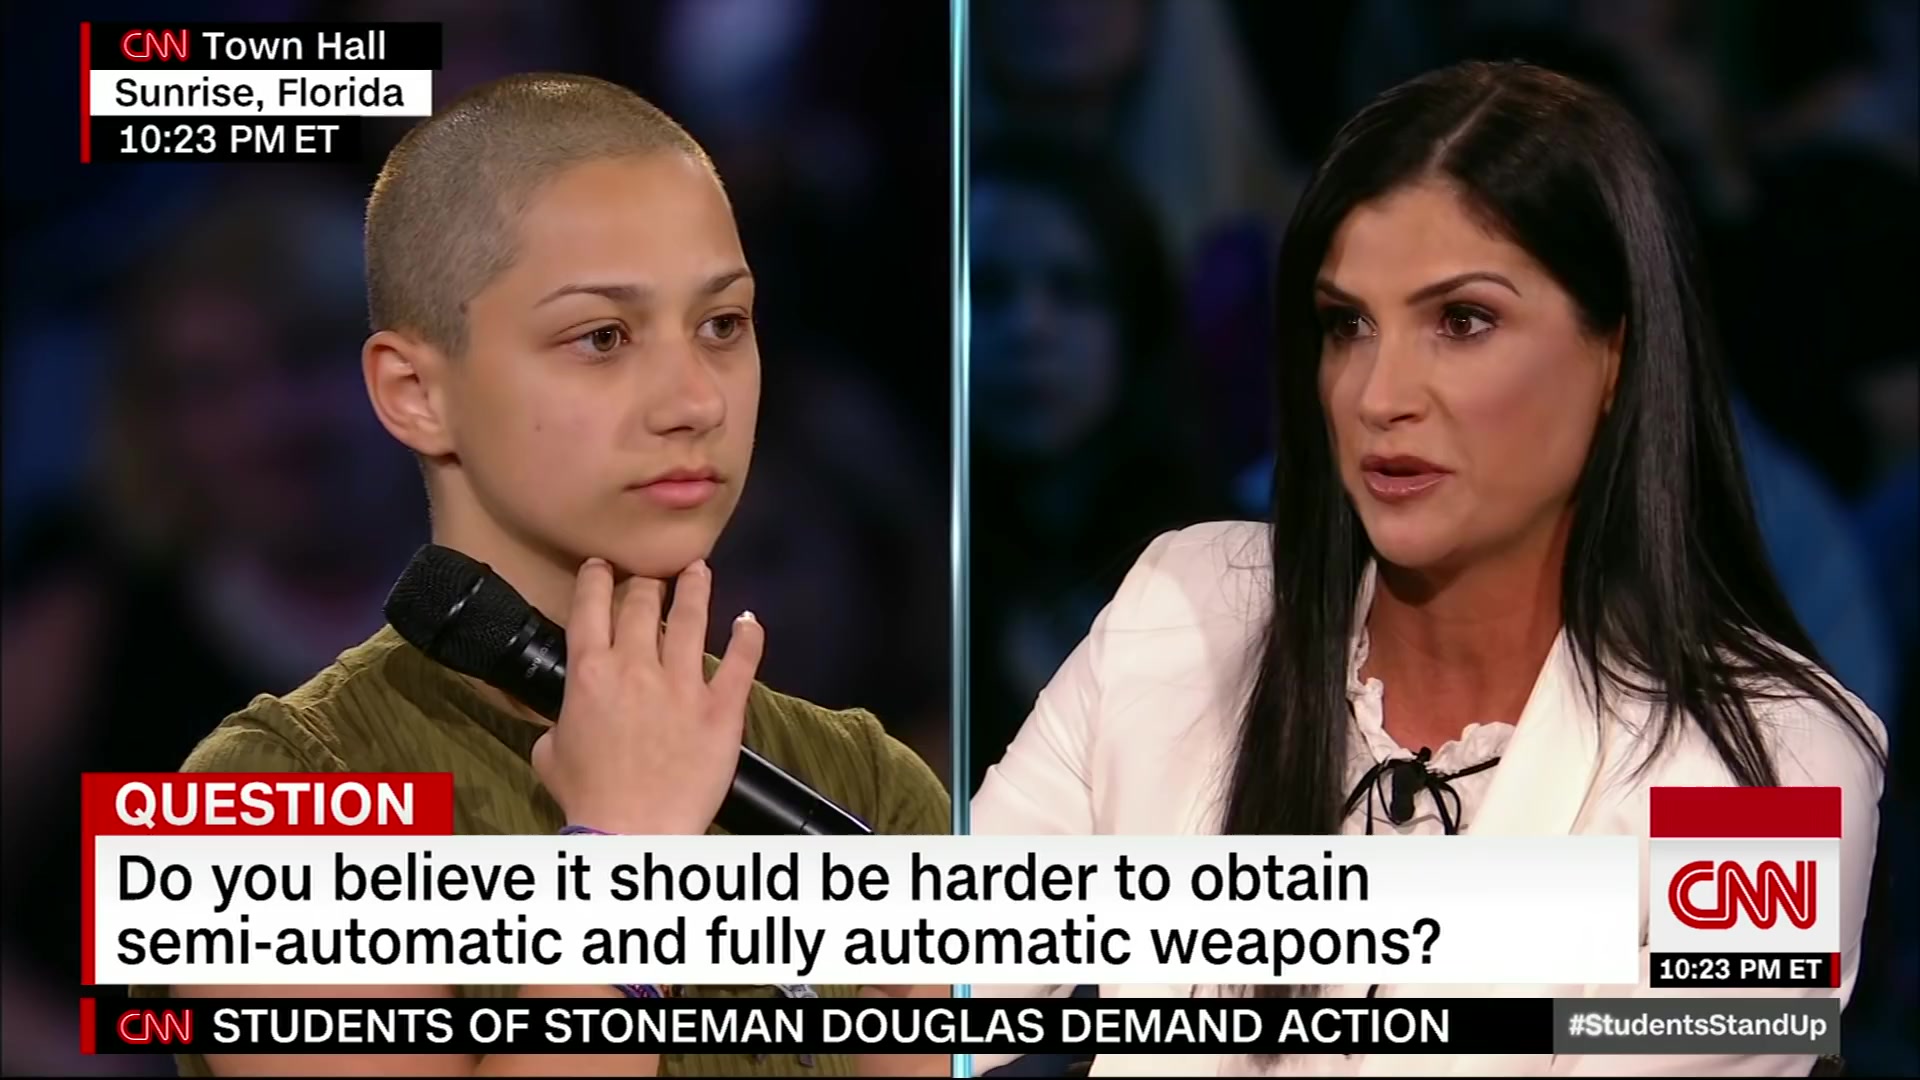 CNN Town Hall
Sunrise, Florida
10:23 PM ET
QUESTION
Do you believe it should be harder to obtain
semi-automatic and fully automatic weapons?
CNN
10:23 PM ET
CNN STUDENTS OF STONEMAN DOUGLAS DEMAND ACTION
#StudentsStandUp